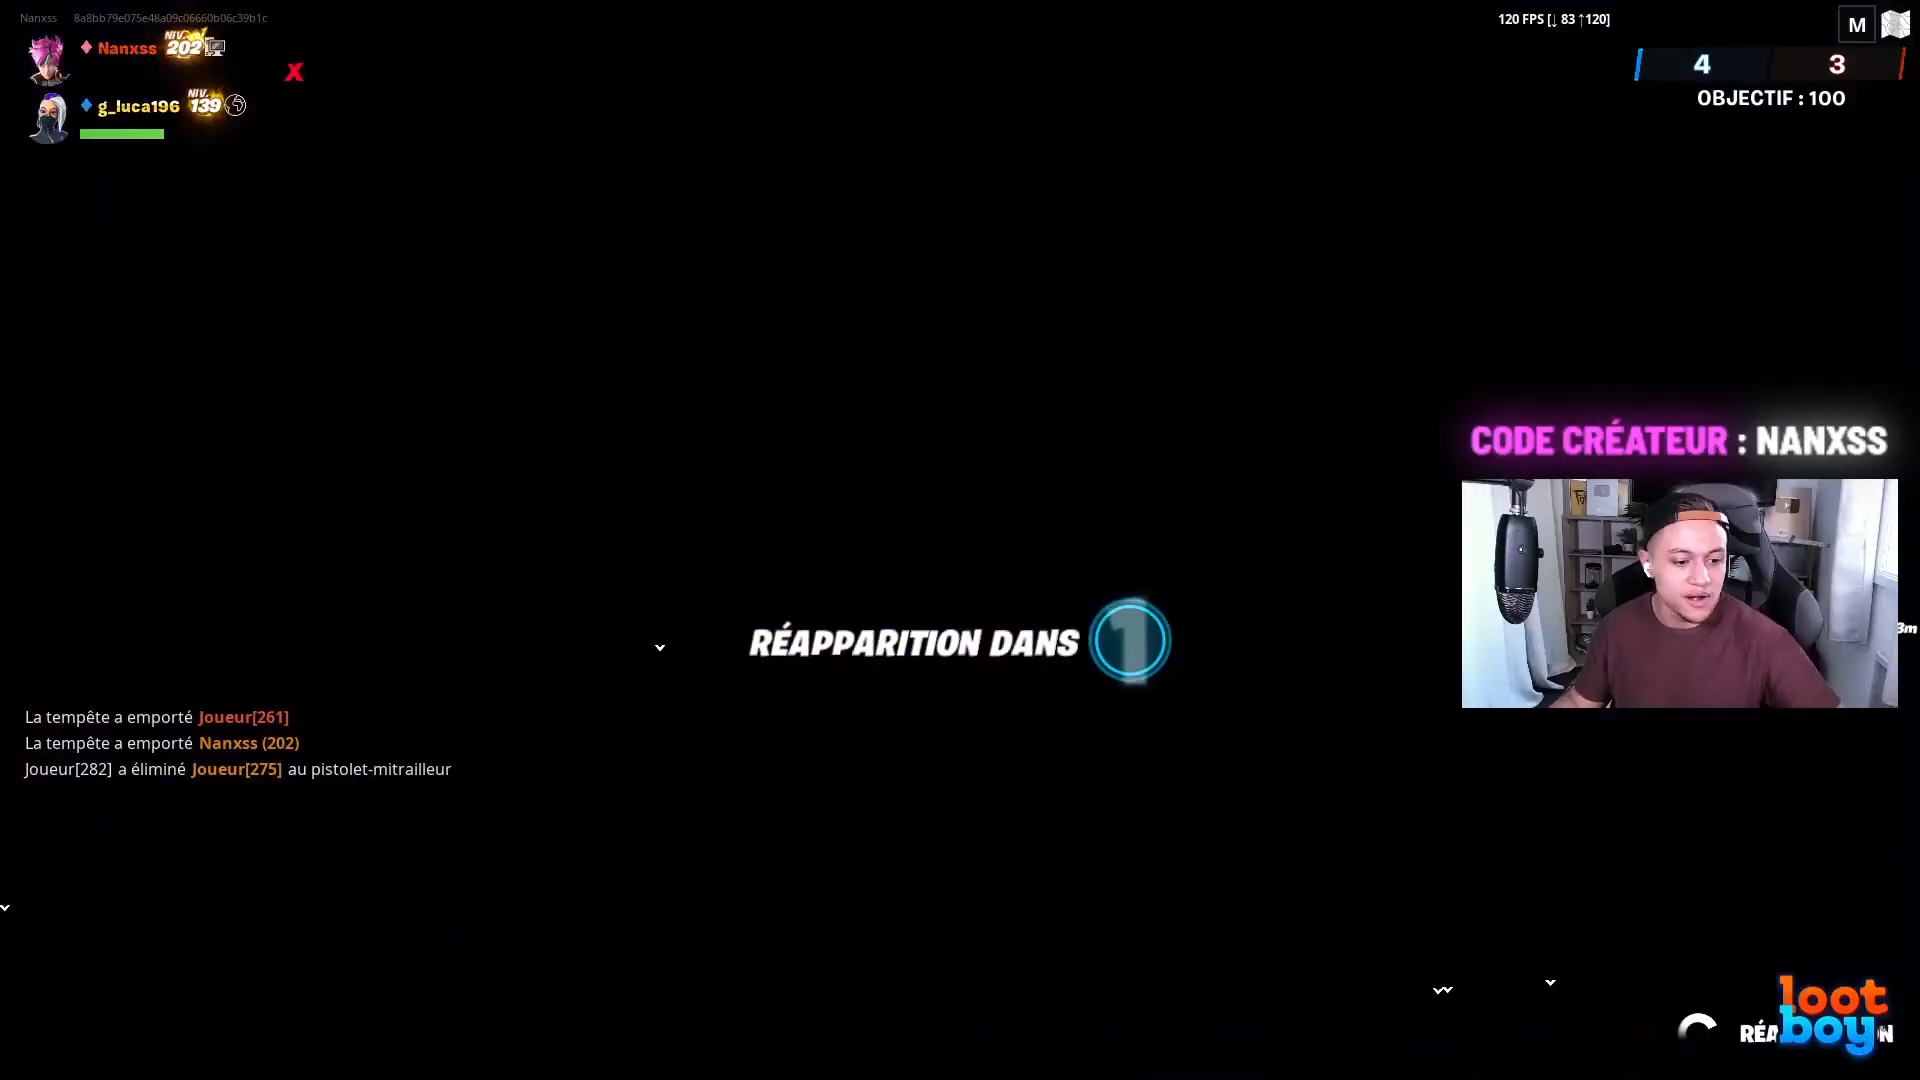 Nanxss 8a8bb79e075e48a09c06660b06c39b1c
Nanxss NIV. 202
X
g_luca196 NIV. 139
120 FPS [↓ 83 ↑120]
M
4 3
OBJECTIF : 100
CODE CRÉATEUR : NANXSS
3m
RÉAPPARITION DANS 1
La tempête a emporté Joueur[261]
La tempête a emporté Nanxss (202)
Joueur[282] a éliminé Joueur[275] au pistolet-mitrailleur
loot
boy